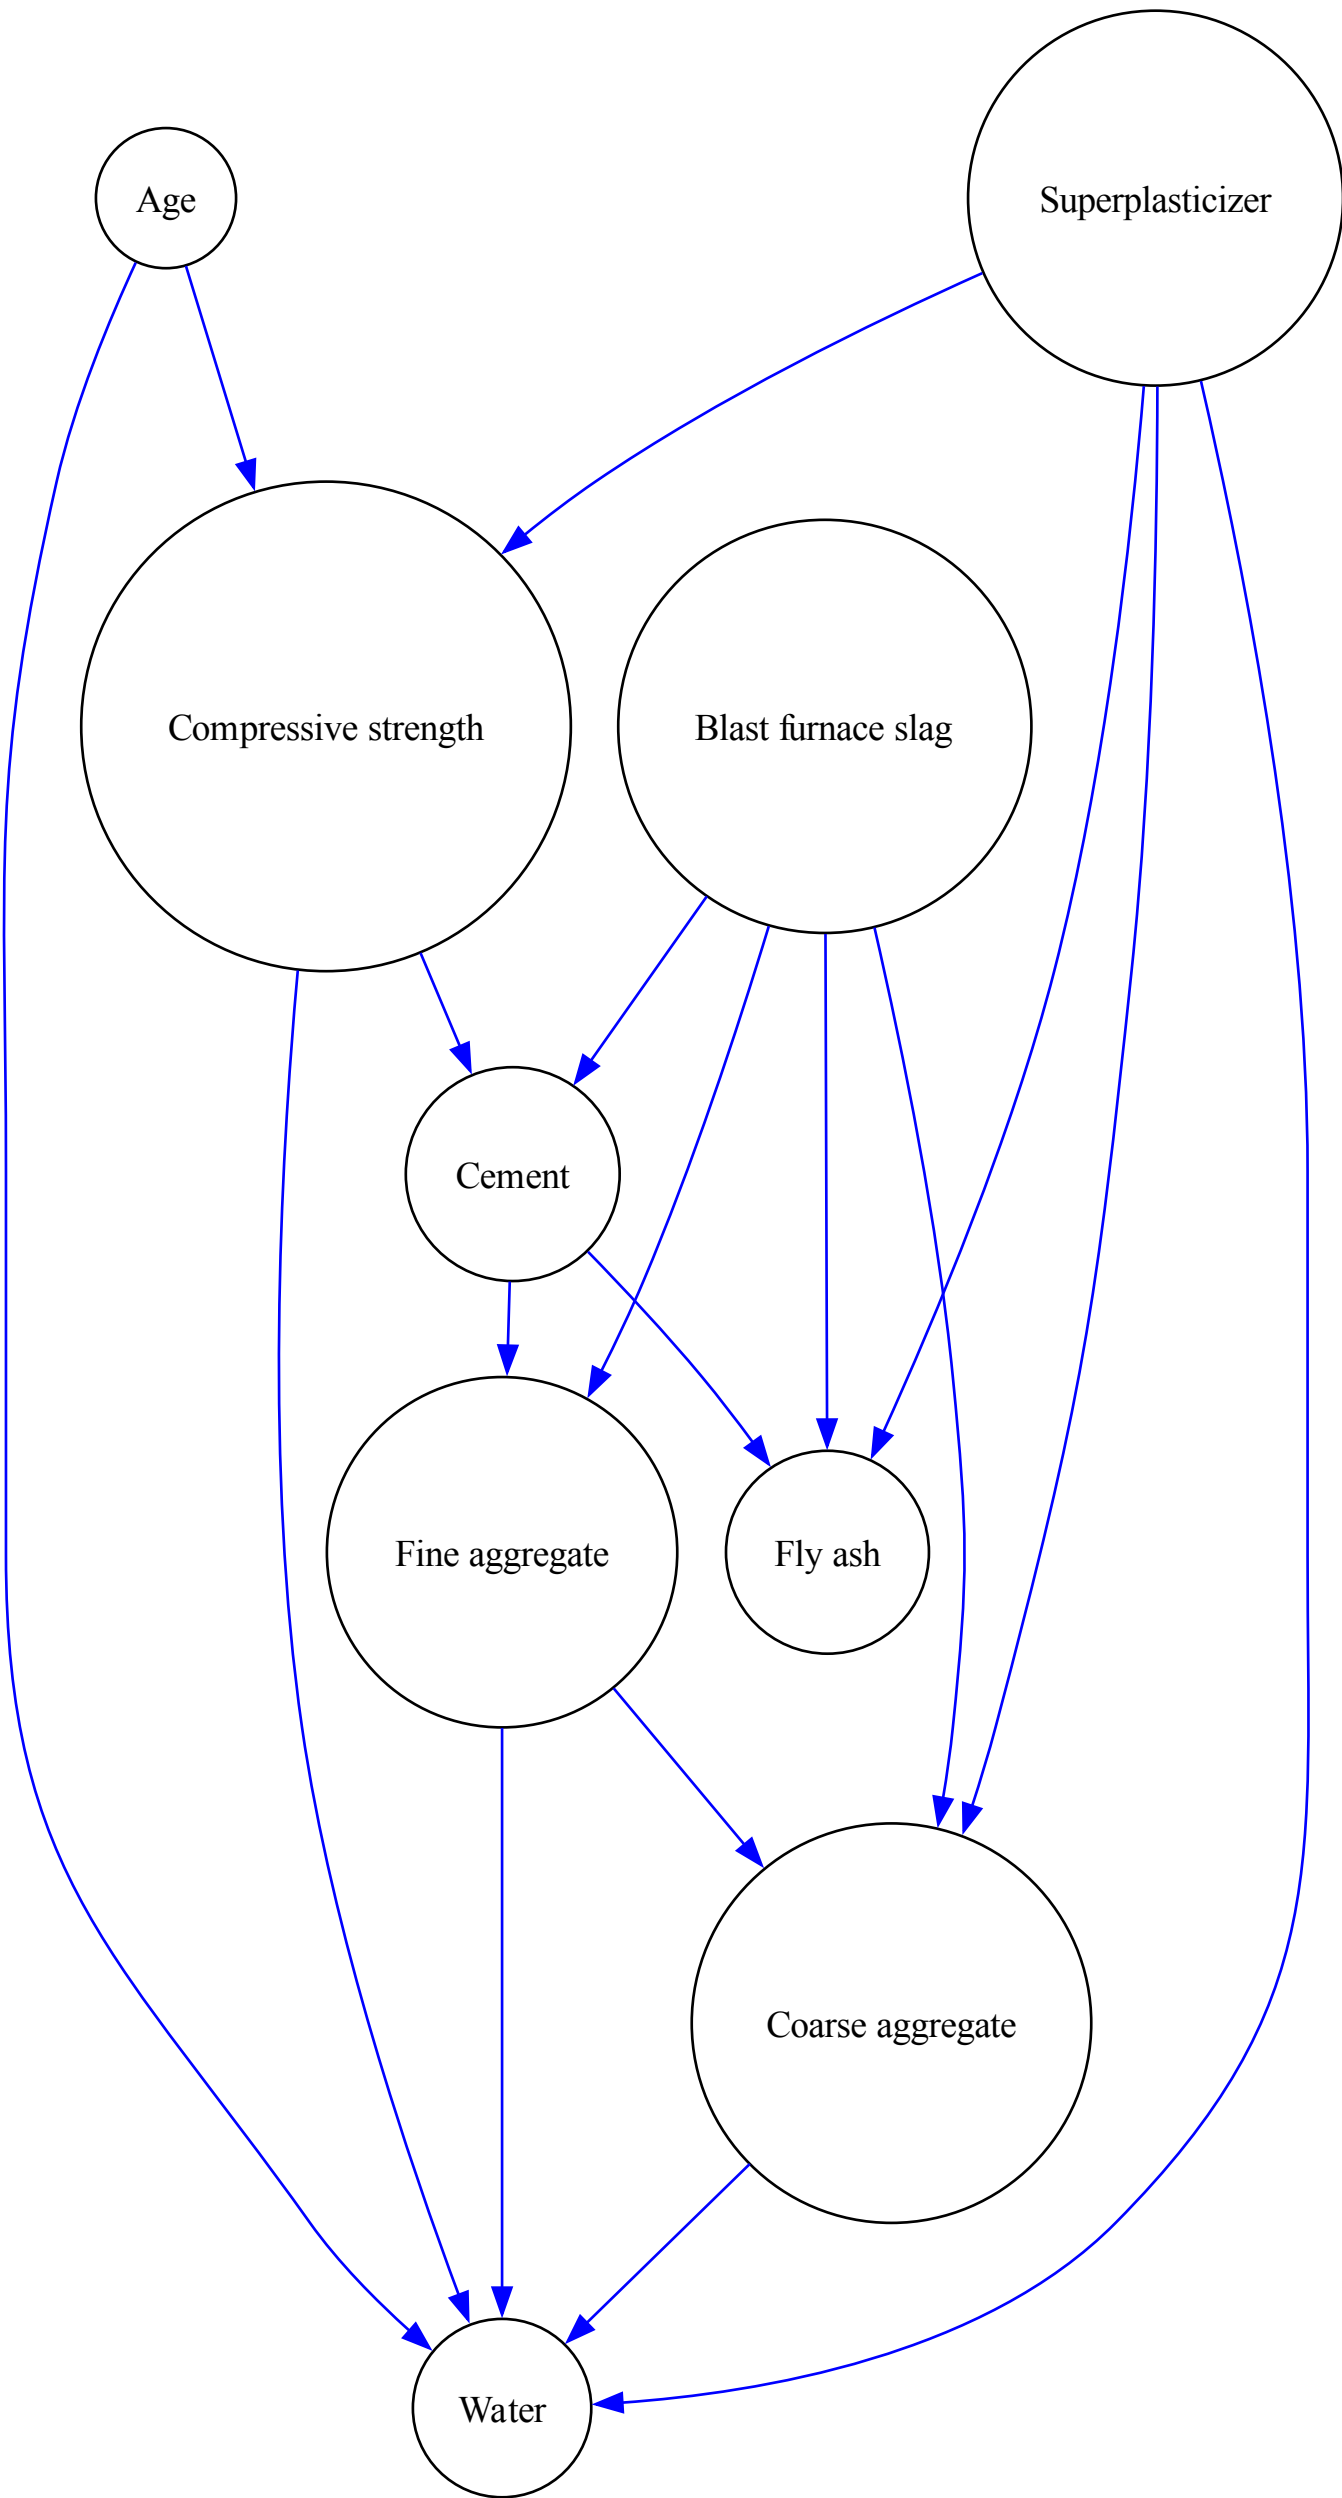 Age
Superplasticizer
Compressive strength
Blast furnace slag
Cement
Fine aggregate
Fly ash
Coarse aggregate
Water